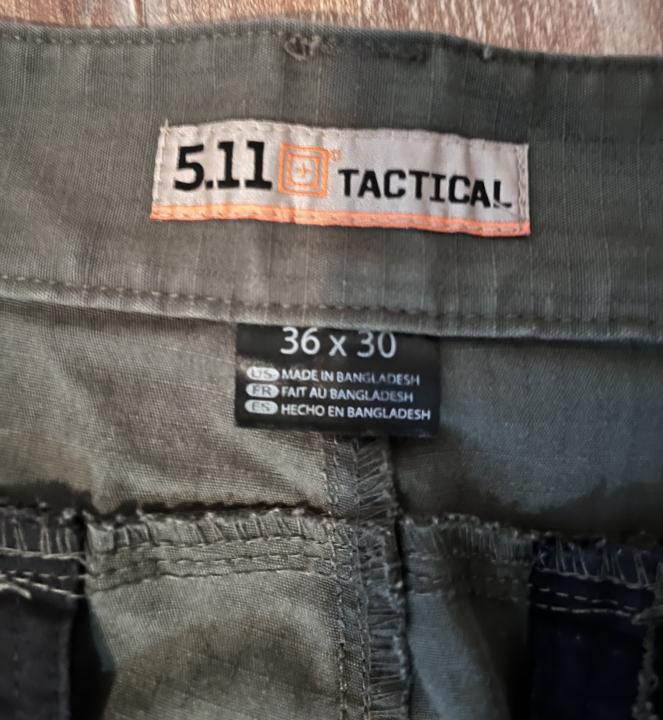 5.11 TACTICAL
36 x 30
US MADE IN BANGLADESH
FR FAIT AU BANGLADESH
ES HECHO EN BANGLADESH